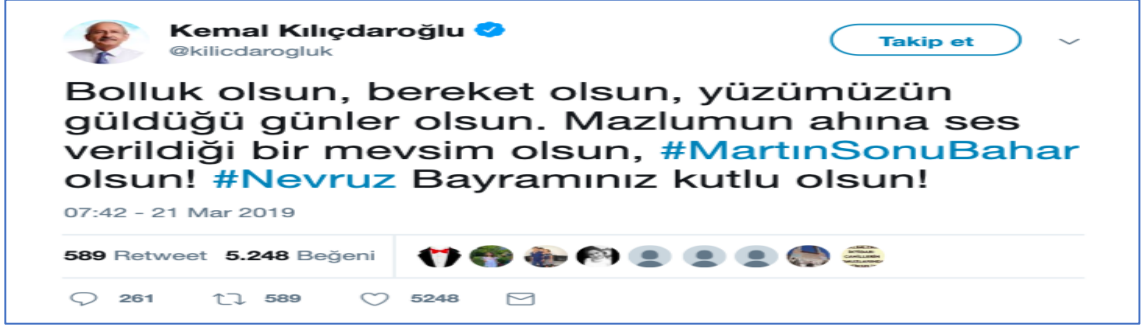 Kemal Kılıçdaroğlu
@kilicdarogluk
Takip et
Bolluk olsun, bereket olsun, yüzümüzün
güldüğü günler olsun. Mazlumun ahına ses
verildiği bir mevsim olsun, #MartınSonuBahar
olsun! #Nevruz Bayramınız kutlu olsun!
07:42 - 21 Mar 2019
589 Retweet 5.248 Beğeni
261 589 5248